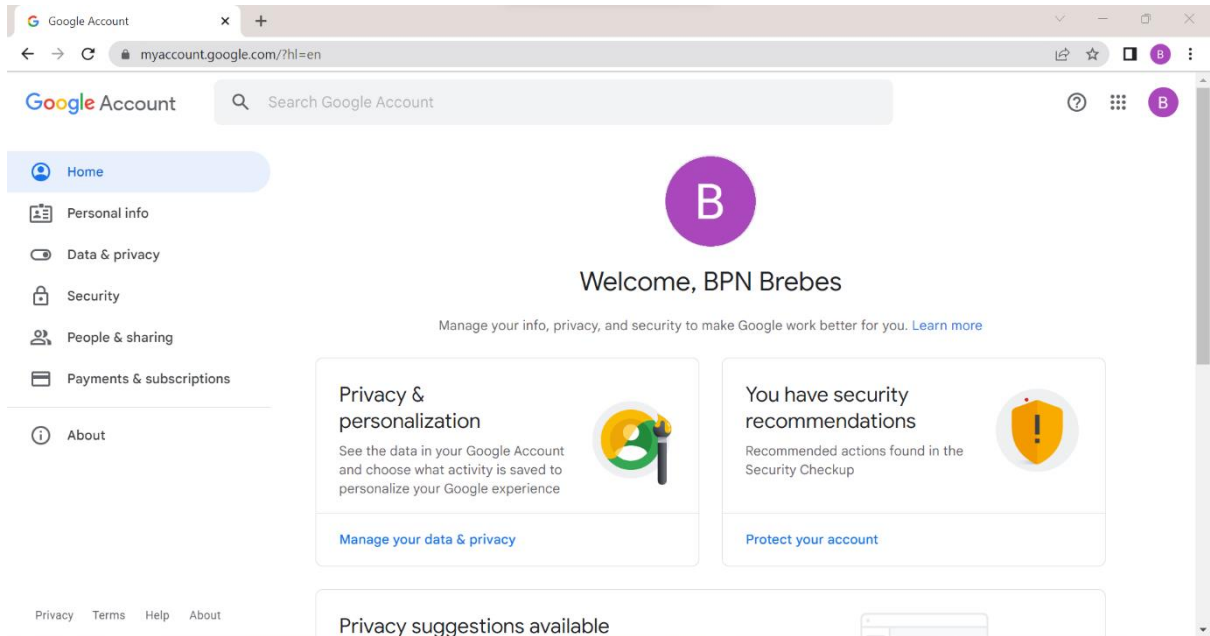 Google Account
myaccount.google.com/?hl=en
B
Google Account
Search Google Account
B
Home
Personal info
Data & privacy
Security
People & sharing
Payments & subscriptions
About
Privacy Terms Help About
B
Welcome, BPN Brebes
Manage your info, privacy, and security to make Google work better for you. Learn more
Privacy &
personalization
See the data in your Google Account
and choose what activity is saved to
personalize your Google experience
Manage your data & privacy
You have security
recommendations
Recommended actions found in the
Security Checkup
Protect your account
Privacy suggestions available